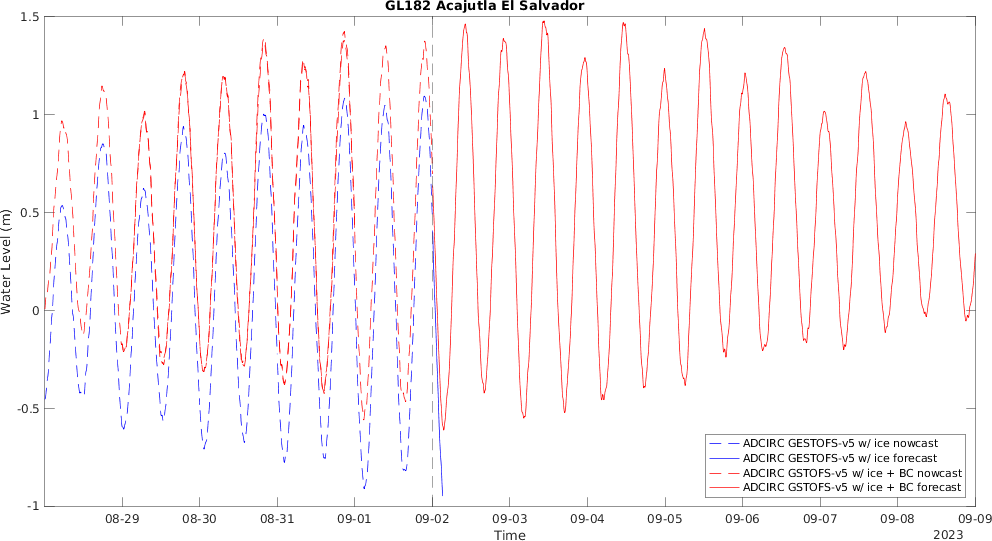 GL182 Acajutla El Salvador
1.5
1
0.5
0
-0.5
-1
Water Level (m)
08-29 08-30 08-31 09-01 09-02 09-03 09-04 09-05 09-06 09-07 09-08 09-09
Time
2023
ADCIRC GESTOFS-v5 w/ ice nowcast
ADCIRC GESTOFS-v5 w/ ice forecast
ADCIRC GSTOFS-v5 w/ ice + BC nowcast
ADCIRC GSTOFS-v5 w/ ice + BC forecast